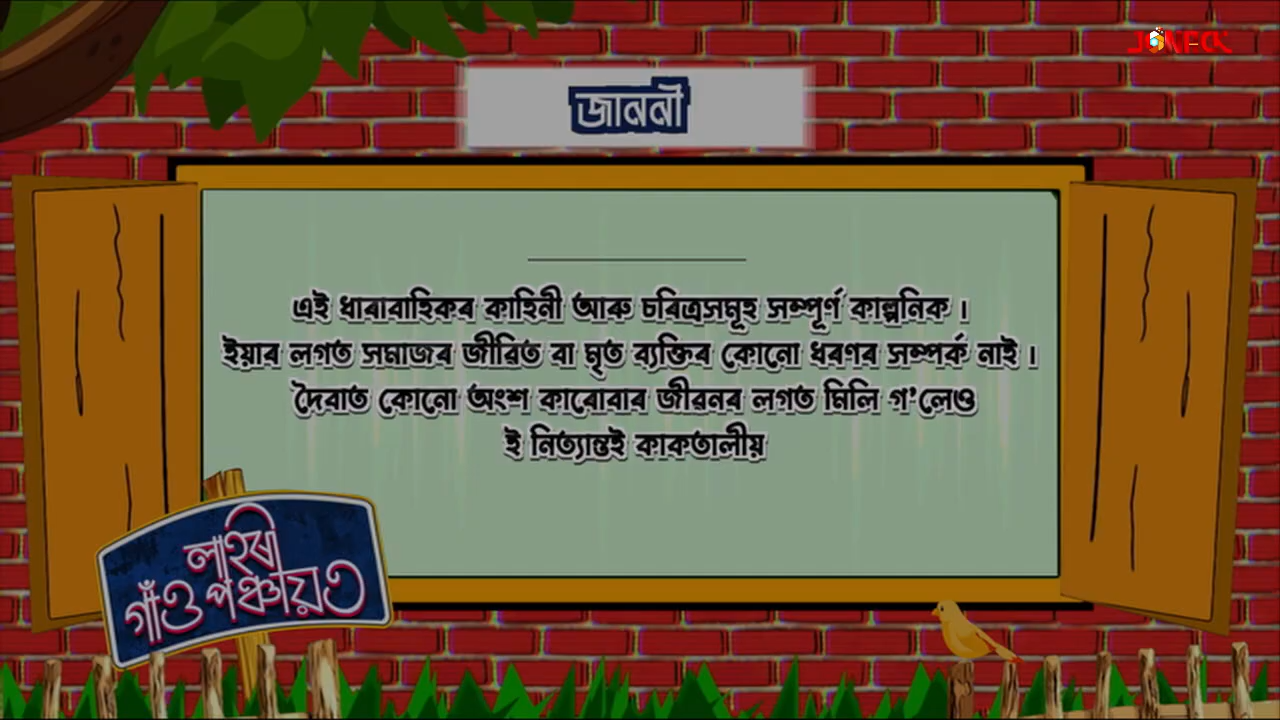 জাননী
এই ধাৰাবাহিকৰ কাহিনী আৰু চৰিত্ৰসমূহ সম্পূৰ্ণ কাল্পনিক ।
ইয়াৰ লগত সমাজৰ জীৱিত বা মৃত ব্যক্তিৰ কোনো ধৰণৰ সম্পৰ্ক নাই ।
দৈবাত কোনো অংশ কাৰোবাৰ জীৱনৰ লগত মিলি গ’লেও
ই নিত্যান্তই কাকতালীয়
লাহৰী
গাঁও পঞ্চায়ত